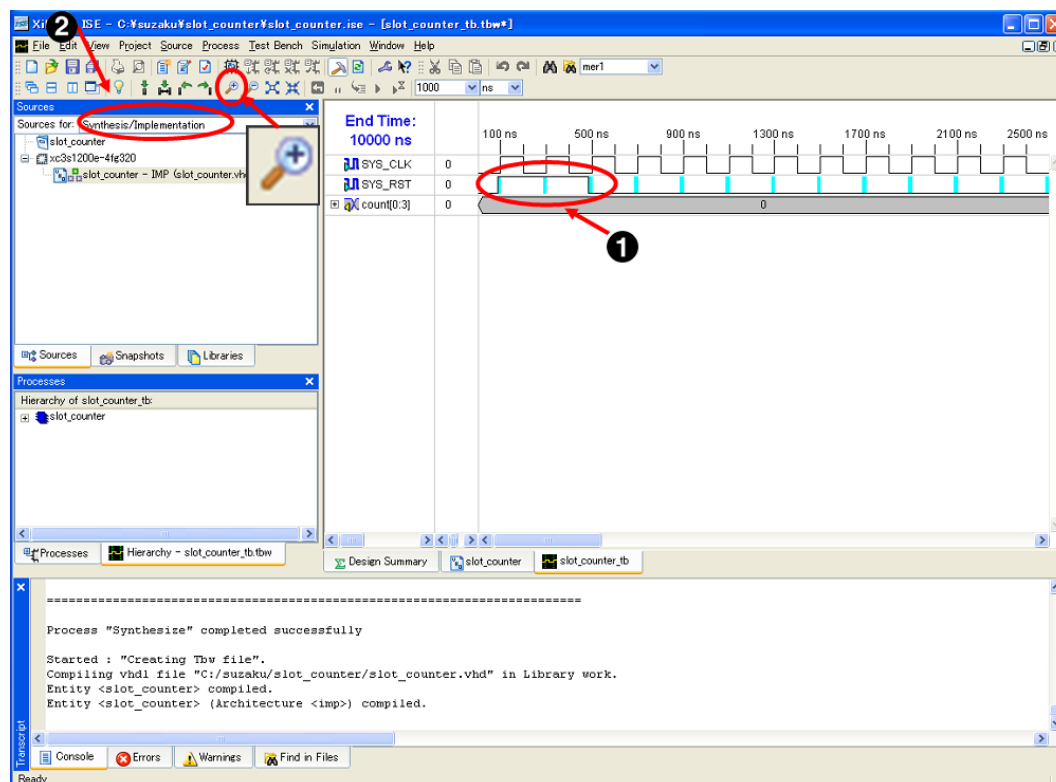 Xi ISE - C:¥suzaku¥slot_counter¥slot_counter.ise - [slot_counter_tb.tbw*]
2
File Edit View Project Source Process Test Bench Simulation Window Help
mer1
1000 ns
Sources
Sources for: Synthesis/Implementation
slot_counter
xc3s1200e-4fg320
slot_counter - IMP (slot_counter.vh
Sources Snapshots Libraries
Processes
Hierarchy of slot_counter_tb:
slot_counter
Processes Hierarchy - slot_counter_tb.tbw
End Time:
10000 ns
100 ns 500 ns 900 ns 1300 ns 1700 ns 2100 ns 2500 ns
SYS_CLK 0
SYS_RST 0
count[0:3] 0 0
1
Design Summary slot_counter slot_counter_tb
=========================================================================
Process "Synthesize" completed successfully
Started : "Creating Tbw file".
Compiling vhdl file "C:/suzaku/slot_counter/slot_counter.vhd" in Library work.
Entity <slot_counter> compiled.
Entity <slot_counter> (Architecture <imp>) compiled.
Transcript
Console Errors Warnings Find in Files
Ready